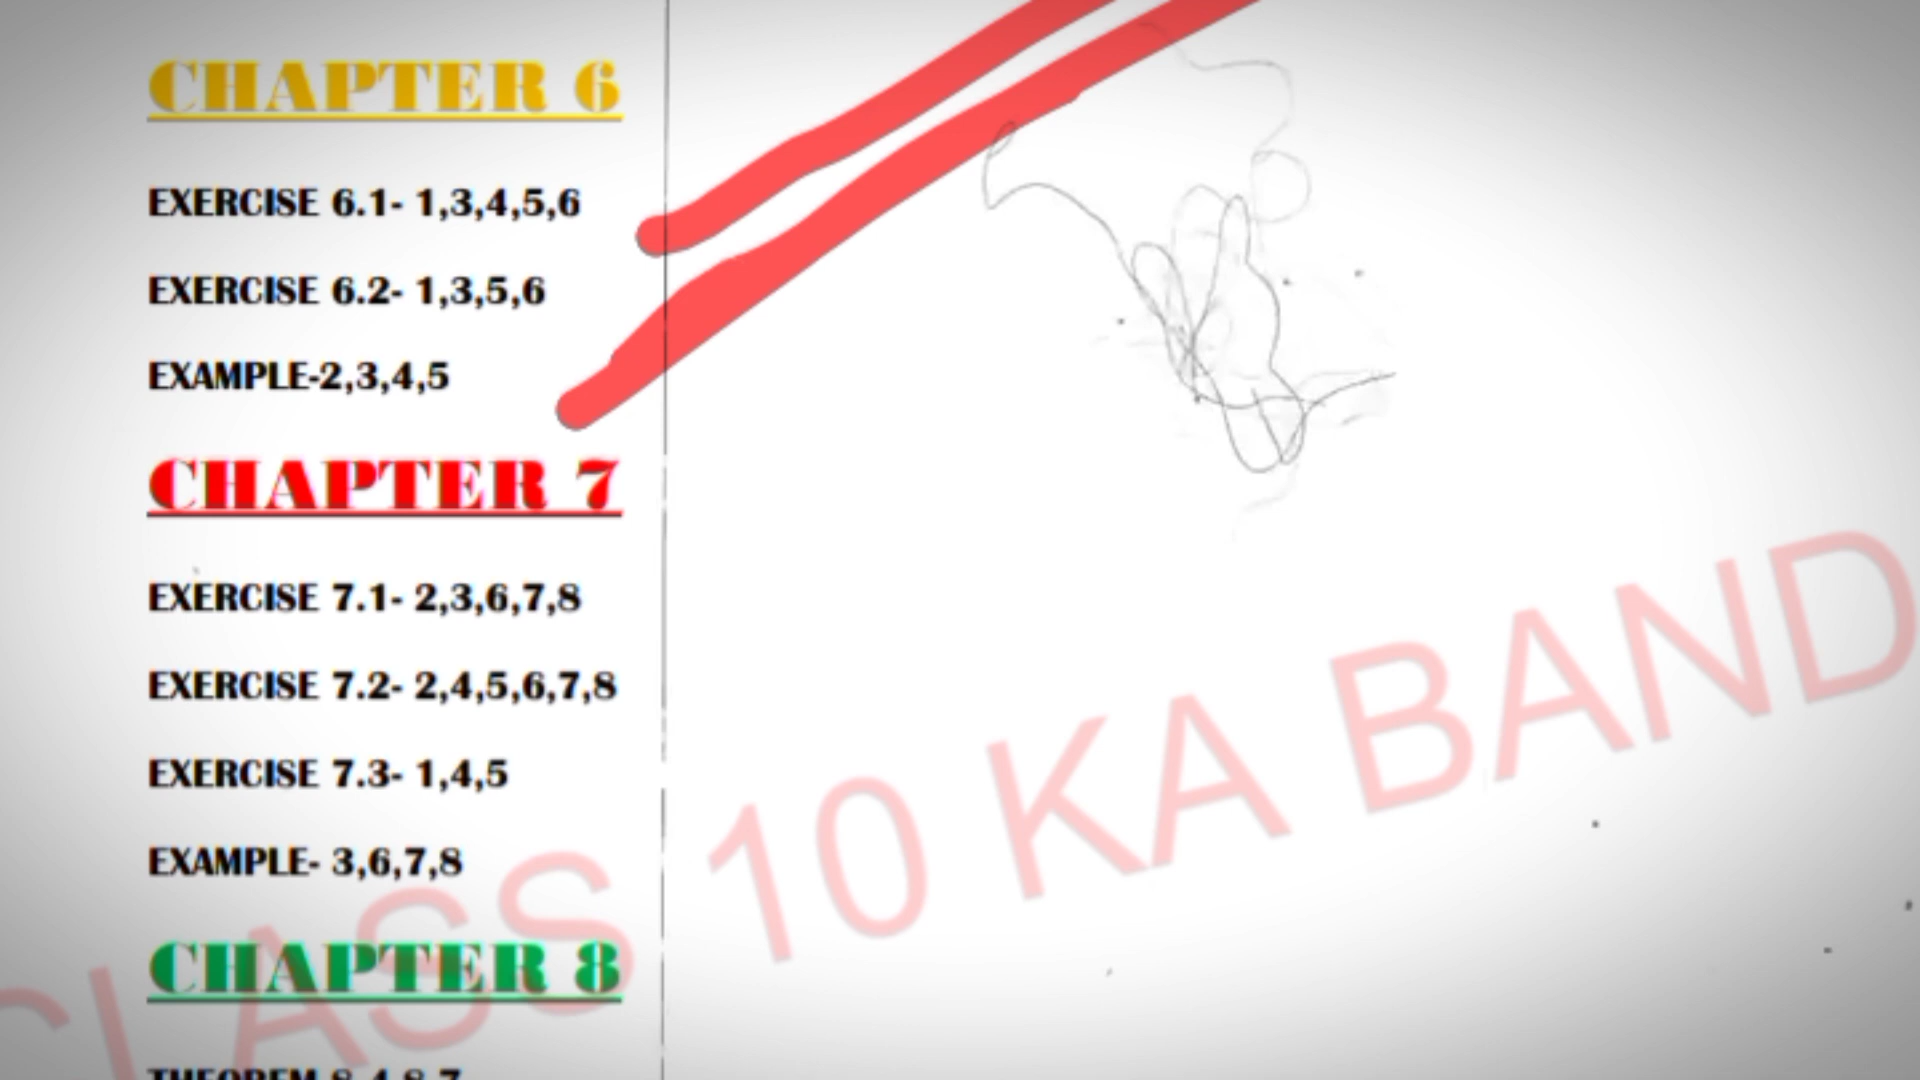 CHAPTER 6
EXERCISE 6.1- 1,3,4,5,6
EXERCISE 6.2- 1,3,5,6
EXAMPLE-2,3,4,5
CHAPTER 7
EXERCISE 7.1- 2,3,6,7,8
EXERCISE 7.2- 2,4,5,6,7,8
EXERCISE 7.3- 1,4,5
EXAMPLE- 3,6,7,8
CHAPTER 8
CLASS 10 KA BAND